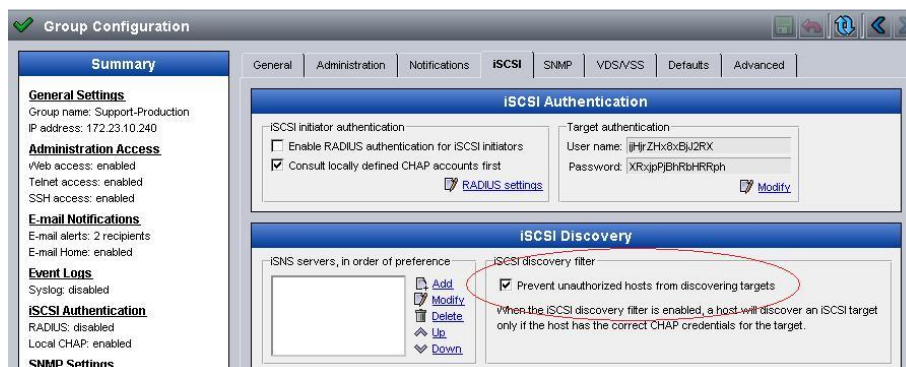 Group Configuration
Summary
General Settings
Group name: Support-Production
IP address: 172.23.10.240
Administration Access
Web access: enabled
Telnet access: enabled
SSH access: enabled
E-mail Notifications
E-mail alerts: 2 recipients
E-mail Home: enabled
Event Logs
Syslog: disabled
iSCSI Authentication
RADIUS: disabled
Local CHAP: enabled
SNMP Settings
General Administration Notifications iSCSI SNMP VDS/VSS Defaults Advanced
iSCSI Authentication
iSCSI initiator authentication
Enable RADIUS authentication for iSCSI initiators
Consult locally defined CHAP accounts first
RADIUS settings
Target authentication
User name:
Password:
Modify
iSCSI Discovery
iSNS servers, in order of preference
Add
Modify
Delete
Up
Down
iSCSI discovery filter
Prevent unauthorized hosts from discovering targets
When the iSCSI discovery filter is enabled, a host will discover an iSCSI target
only if the host has the correct CHAP credentials for the target.